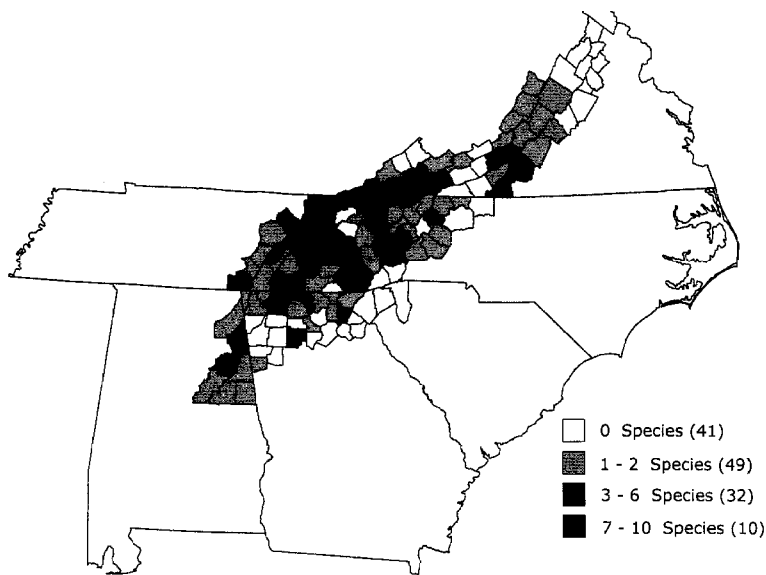 0 Species (41)
1 - 2 Species (49)
3 - 6 Species (32)
7 - 10 Species (10)